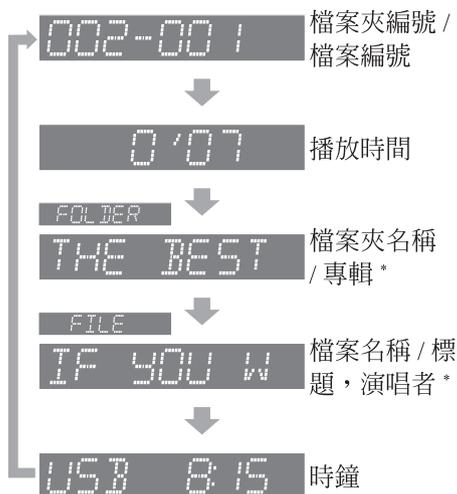 002-001
檔案夾編號 /
檔案編號
0'07
播放時間
FOLDER
THE BEST
檔案夾名稱
/ 專輯 *
FILE
IF YOU W
檔案名稱 / 標
題，演唱者 *
USB 8:15
時鐘